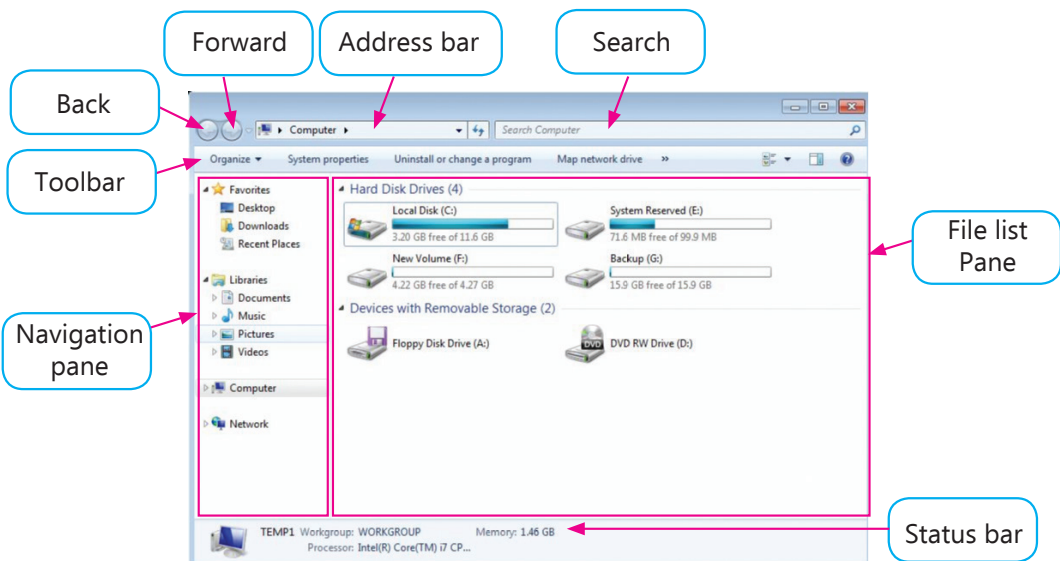 Forward
Address bar
Search
Back
Computer
Search Computer
Toolbar
Organize
System properties
Uninstall or change a program
Map network drive
»
Navigation
pane
Favorites
Desktop
Downloads
Recent Places
Libraries
Documents
Music
Pictures
Videos
Computer
Network
Hard Disk Drives (4)
Local Disk (C:)
3.20 GB free of 11.6 GB
System Reserved (E:)
71.6 MB free of 99.9 MB
New Volume (F:)
4.22 GB free of 4.27 GB
Backup (G:)
15.9 GB free of 15.9 GB
Devices with Removable Storage (2)
Floppy Disk Drive (A:)
DVD
DVD RW Drive (D:)
File list
Pane
TEMP1 Workgroup: WORKGROUP Memory: 1.46 GB
Processor: Intel(R) Core(TM) i7 CP...
Status bar